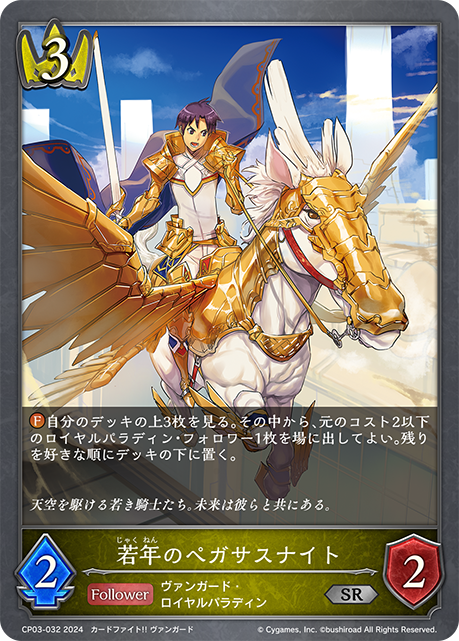 3
Ⓕ自分のデッキの上3枚を見る。その中から、元のコスト2以下
のロイヤルパラディン・フォロワー1枚を場に出してよい。残り
を好きな順にデッキの下に置く。
天空を駆ける若き騎士たち。未来は彼らと共にある。
じゃく ねん
若年のペガサスナイト
2
Follower
ヴァンガード・
ロイヤルパラディン
SR
2
CP03-032 2024 カードファイト!! ヴァンガード
© Cygames, Inc. ©bushiroad All Rights Reserved.